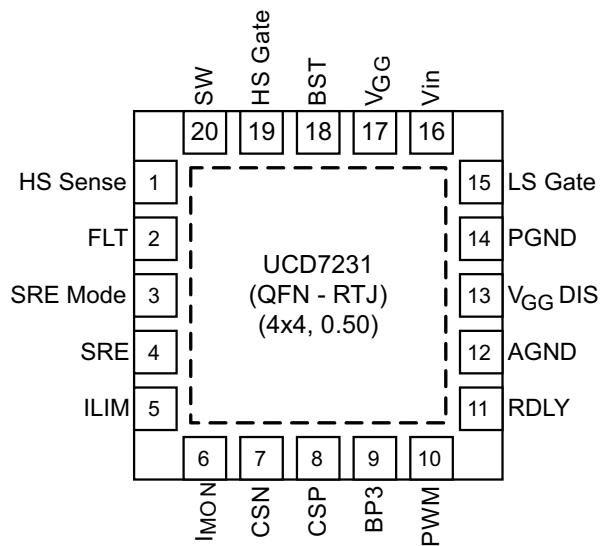 SW
HS Gate
BST
VGG
Vin
20
19
18
17
16
HS Sense 1
15 LS Gate
FLT 2
14 PGND
SRE Mode 3
13 VGG DIS
SRE 4
12 AGND
ILIM 5
11 RDLY
UCD7231
(QFN - RTJ)
(4x4, 0.50)
6
7
8
9
10
IMON
CSN
CSP
BP3
PWM